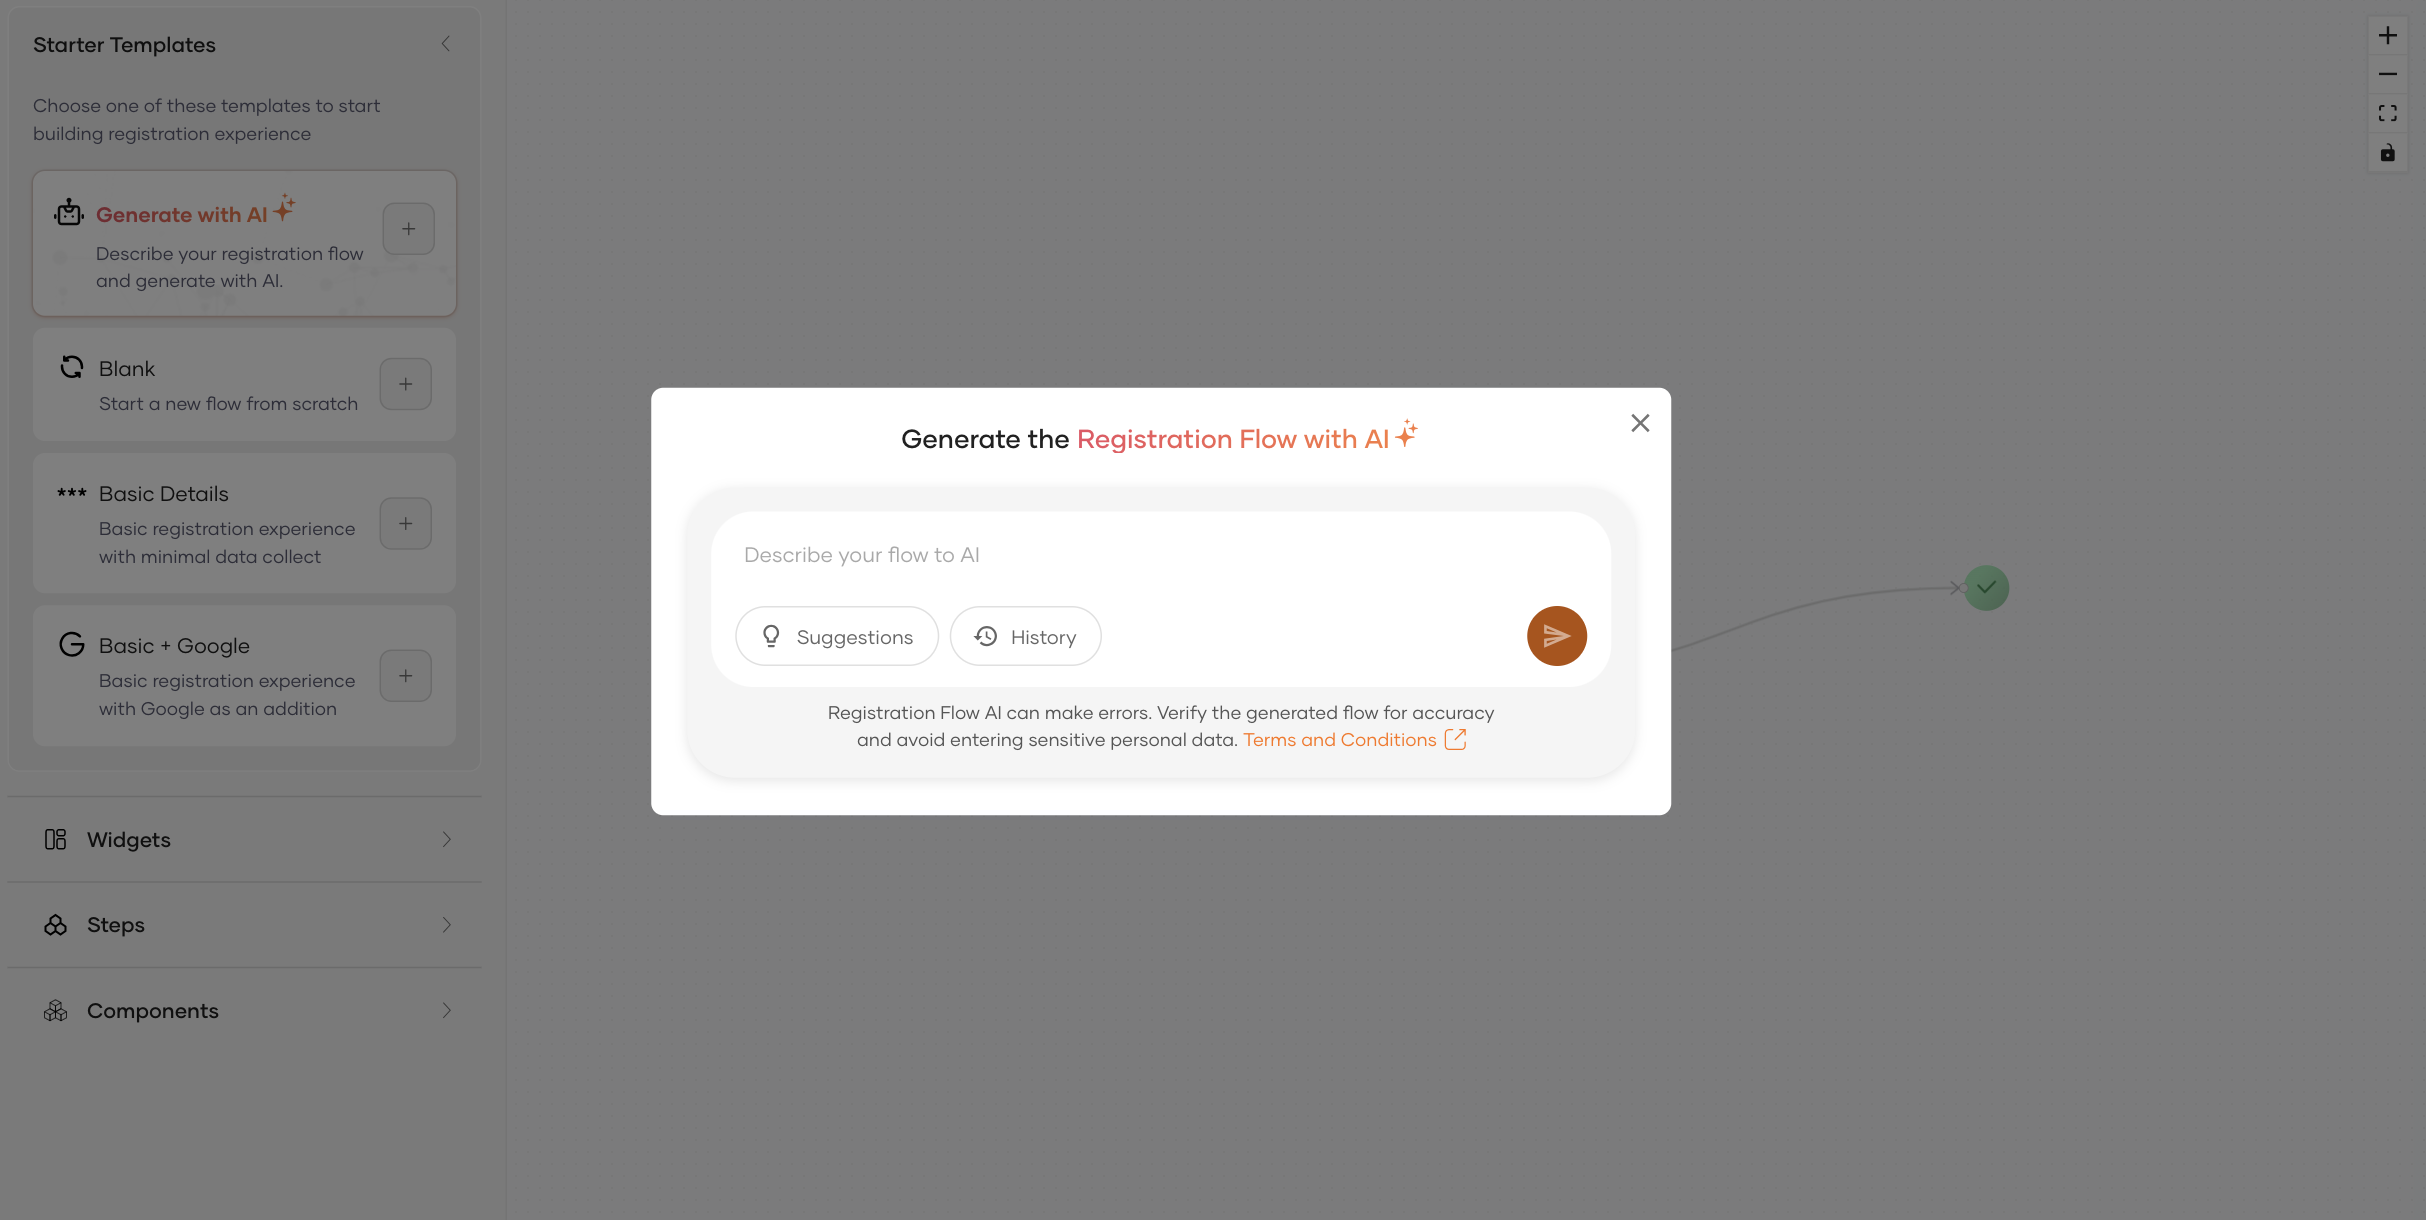 Starter Templates
Choose one of these templates to start
building registration experience
Generate with AI
Describe your registration flow
and generate with AI.
Blank
Start a new flow from scratch
*** Basic Details
Basic registration experience
with minimal data collect
Basic + Google
Basic registration experience
with Google as an addition
Widgets
Steps
Components
Generate the Registration Flow with AI
Describe your flow to AI
Suggestions
History
Registration Flow AI can make errors. Verify the generated flow for accuracy
and avoid entering sensitive personal data. Terms and Conditions